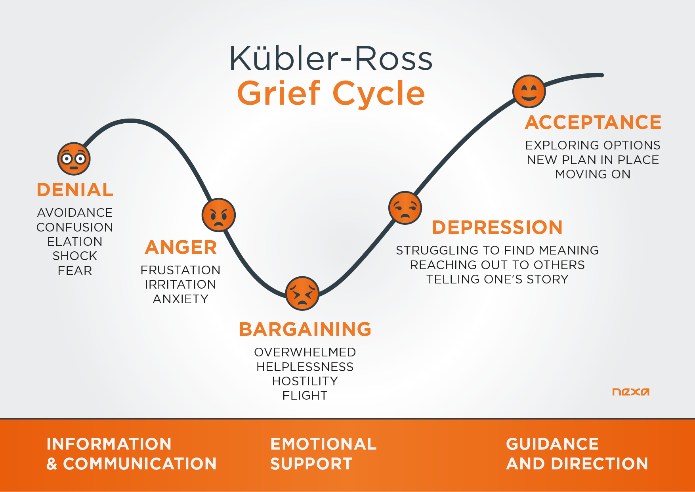 Kübler-Ross
Grief Cycle
DENIAL
AVOIDANCE
CONFUSION
ELATION
SHOCK
FEAR
ANGER
FRUSTATION
IRRITATION
ANXIETY
BARGAINING
OVERWHELMED
HELPLESSNESS
HOSTILITY
FLIGHT
DEPRESSION
STRUGGLING TO FIND MEANING
REACHING OUT TO OTHERS
TELLING ONE'S STORY
ACCEPTANCE
EXPLORING OPTIONS
NEW PLAN IN PLACE
MOVING ON
nexa
INFORMATION
& COMMUNICATION
EMOTIONAL
SUPPORT
GUIDANCE
AND DIRECTION